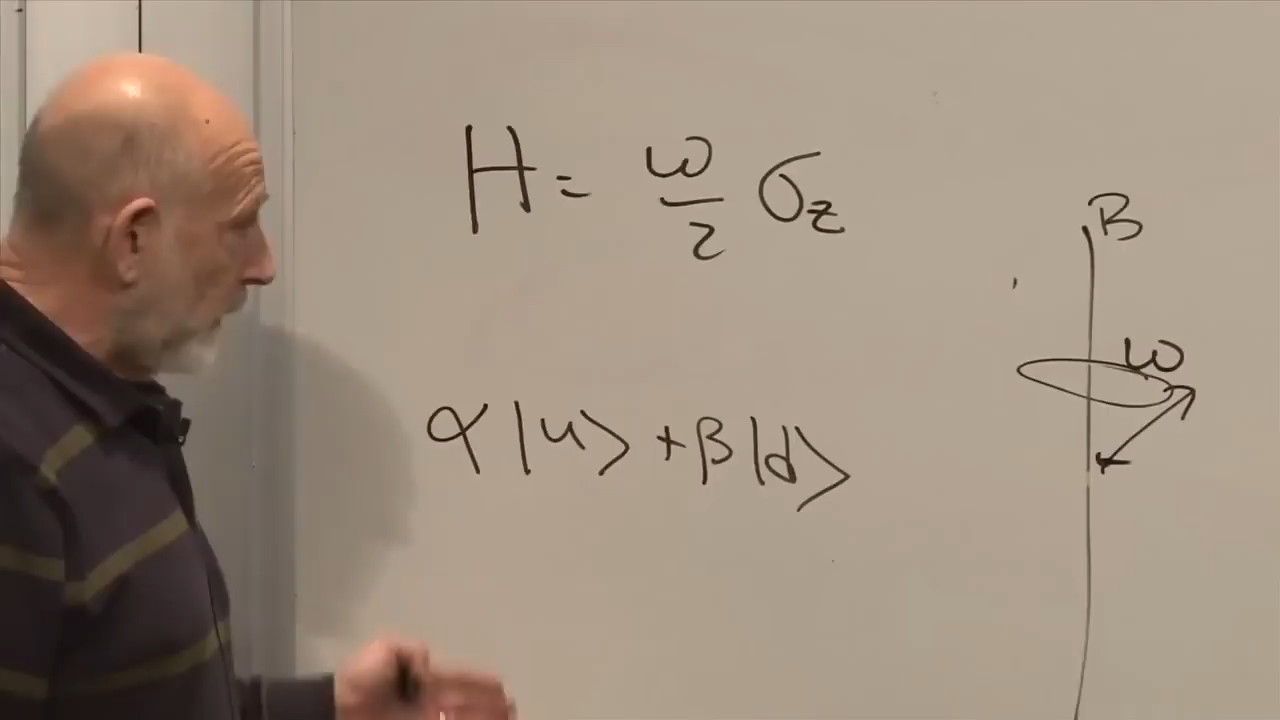 H = ω/2 σz
α|u> + β|d>
B
ω